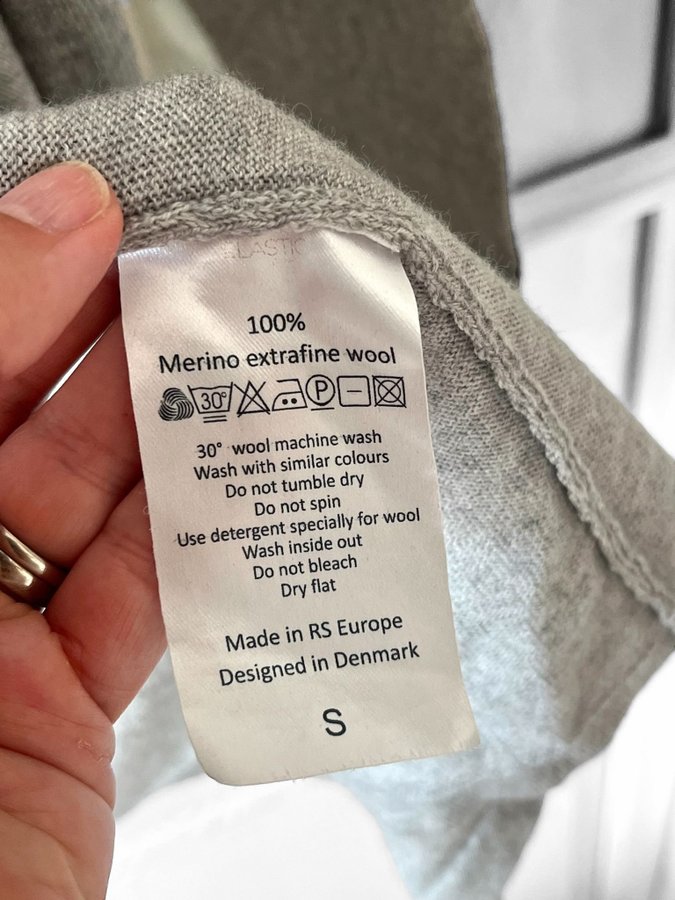 100%
Merino extrafine wool
30° P
30° wool machine wash
Wash with similar colours
Do not tumble dry
Do not spin
Use detergent specially for wool
Wash inside out
Do not bleach
Dry flat
Made in RS Europe
Designed in Denmark
S